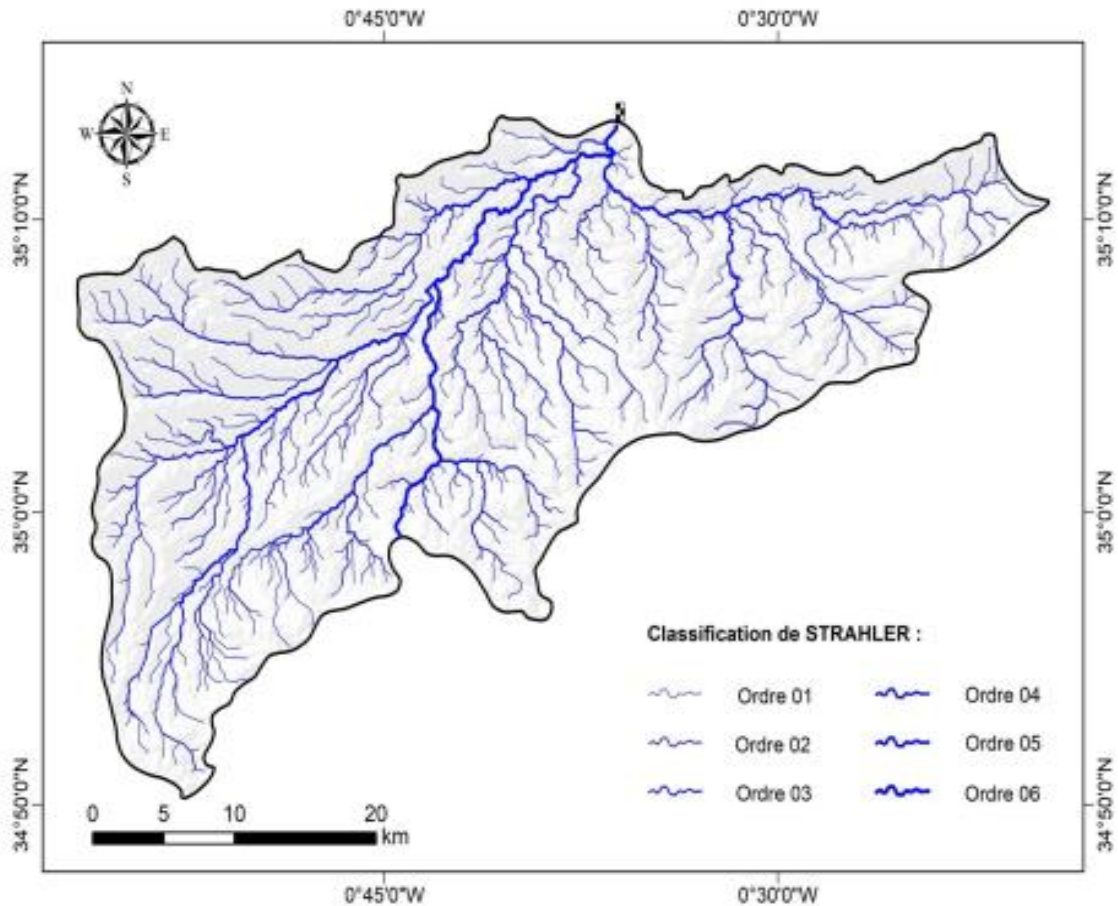 0°45'0"W 0°30'0"W
N
W E
S
35°10'0"N 35°10'0"N
35°0'0"N 35°0'0"N
Classification de STRAHLER :
Ordre 01 Ordre 04
Ordre 02 Ordre 05
Ordre 03 Ordre 06
34°50'0"N 34°50'0"N
0 5 10 20
km
0°45'0"W 0°30'0"W